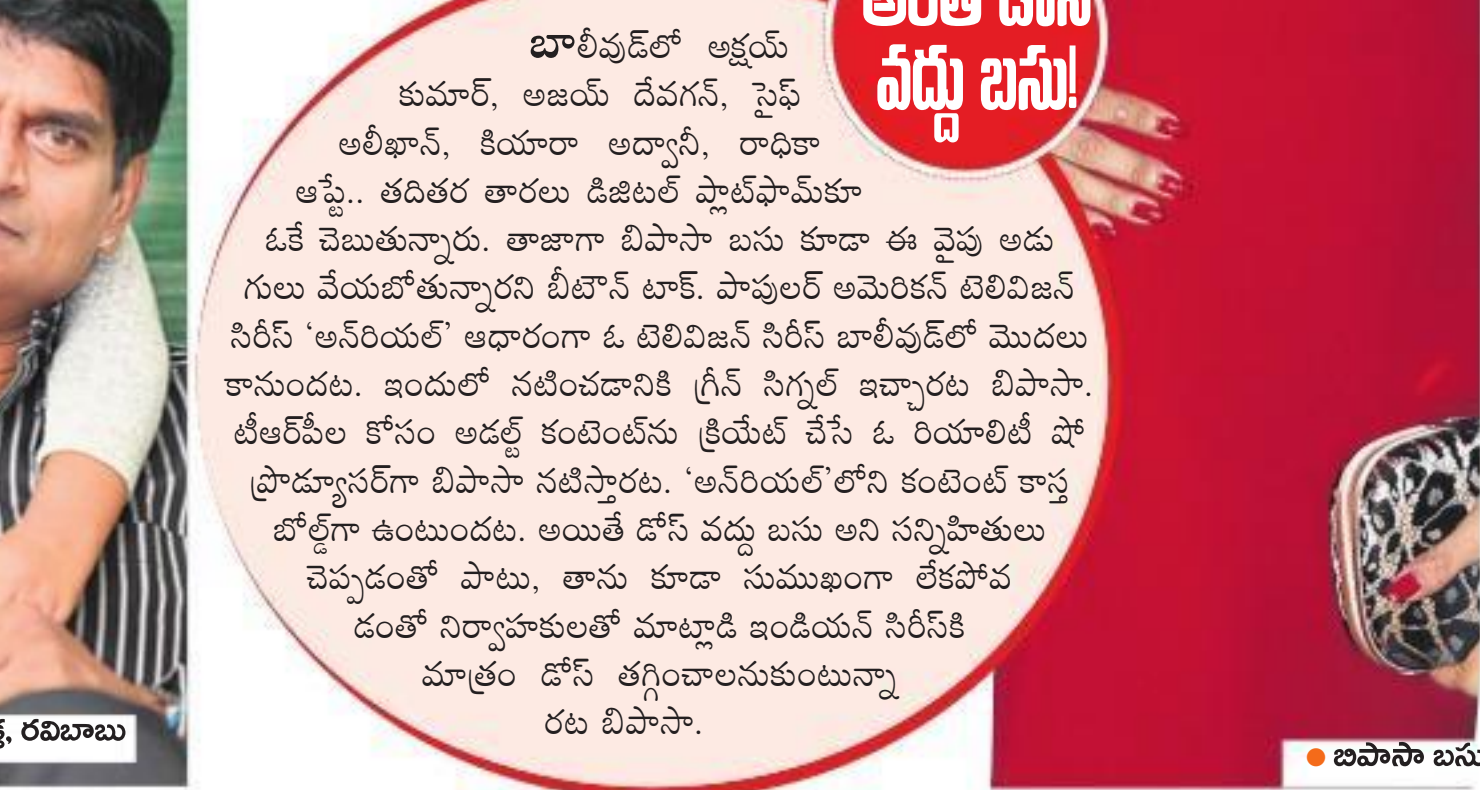 వద్దు బసు!
బాలీవుడ్‌లో అక్షయ్
కుమార్, అజయ్ దేవగన్, సైఫ్
అలీఖాన్, కియారా అద్వానీ, రాధికా
ఆప్టే.. తదితర తారలు డిజిటల్ ప్లాట్‌ఫామ్‌కూ
ఓకే చెబుతున్నారు. తాజాగా బిపాసా బసు కూడా ఈ వైపు అడు
గులు వేయబోతున్నారని బీటౌన్ టాక్. పాపులర్ అమెరికన్ టెలివిజన్
సిరీస్ ‘అన్‌రియల్’ ఆధారంగా ఓ టెలివిజన్ సిరీస్ బాలీవుడ్‌లో మొదలు
కానుందట. ఇందులో నటించడానికి గ్రీన్ సిగ్నల్ ఇచ్చారట బిపాసా.
టీఆర్‌పీల కోసం అడల్ట్ కంటెంట్‌ను క్రియేట్ చేసే ఓ రియాలిటీ షో
ప్రొడ్యూసర్‌గా బిపాసా నటిస్తారట. ‘అన్‌రియల్’లోని కంటెంట్ కాస్త
బోల్డ్‌గా ఉంటుందట. అయితే డోస్ వద్దు బసు అని సన్నిహితులు
చెప్పడంతో పాటు, తాను కూడా సుముఖంగా లేకపోవ
డంతో నిర్వాహకులతో మాట్లాడి ఇండియన్ సిరీస్‌కి
మాత్రం డోస్ తగ్గించాలనుకుంటున్నా
రట బిపాసా.
రవిబాబు
బిపాసా బసు